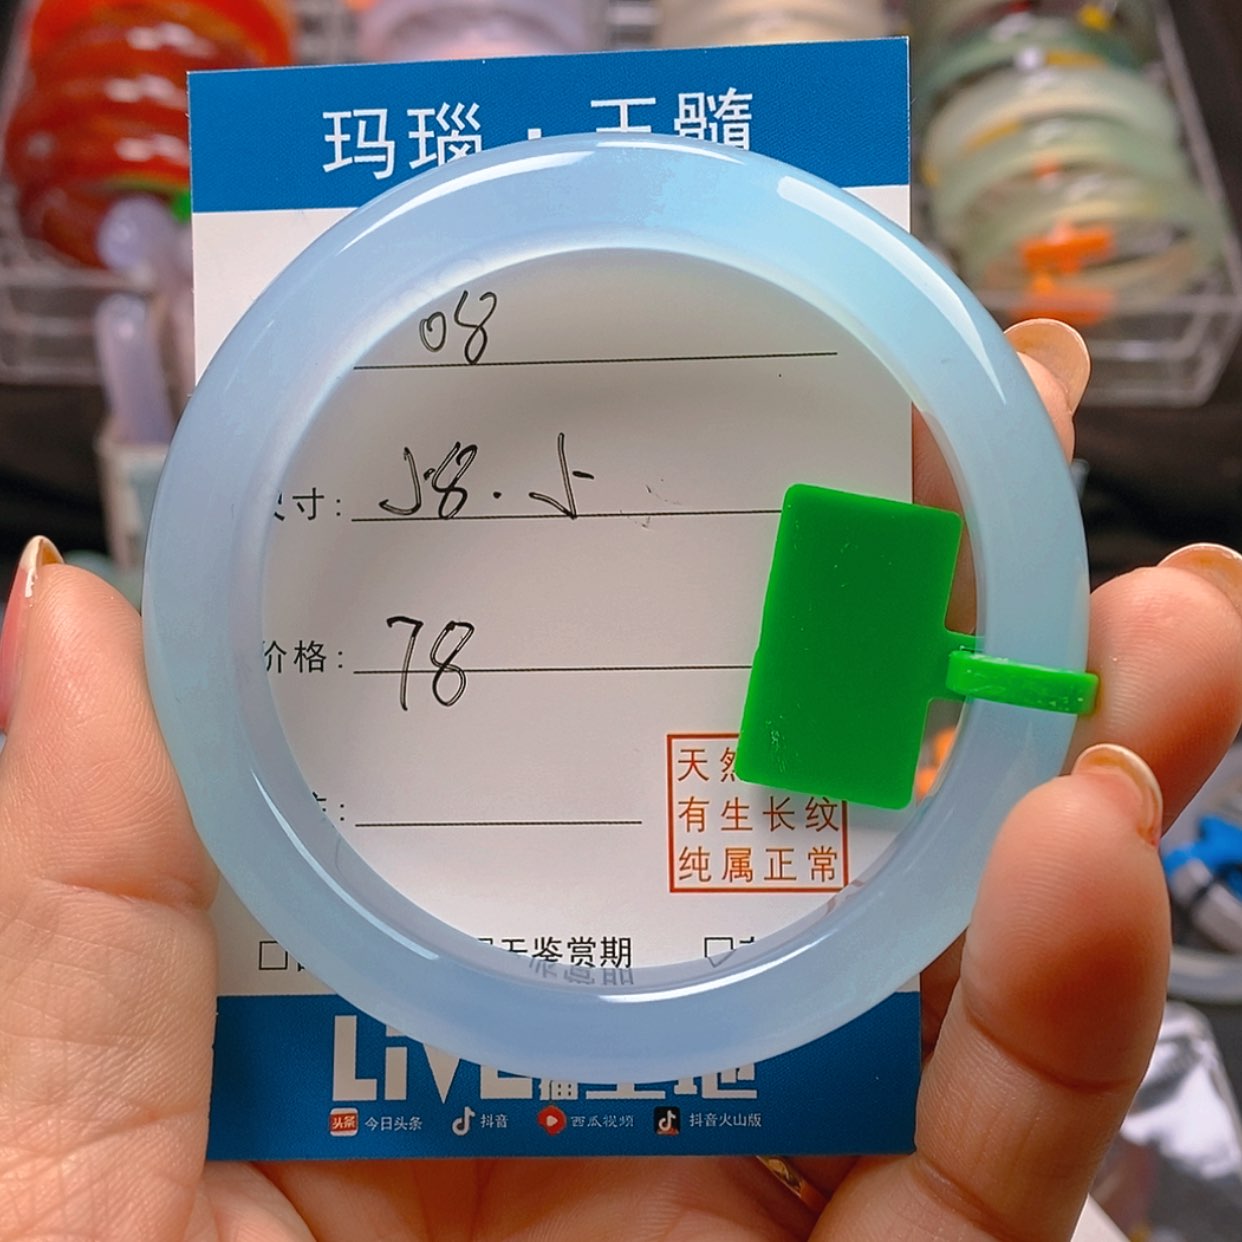 玛瑙·玉髓
08
寸: 58.5
价格: 78
天然
有生长纹
纯属正常
鉴赏期
LIVE
今日头条 抖音 西瓜视频 抖音火山版